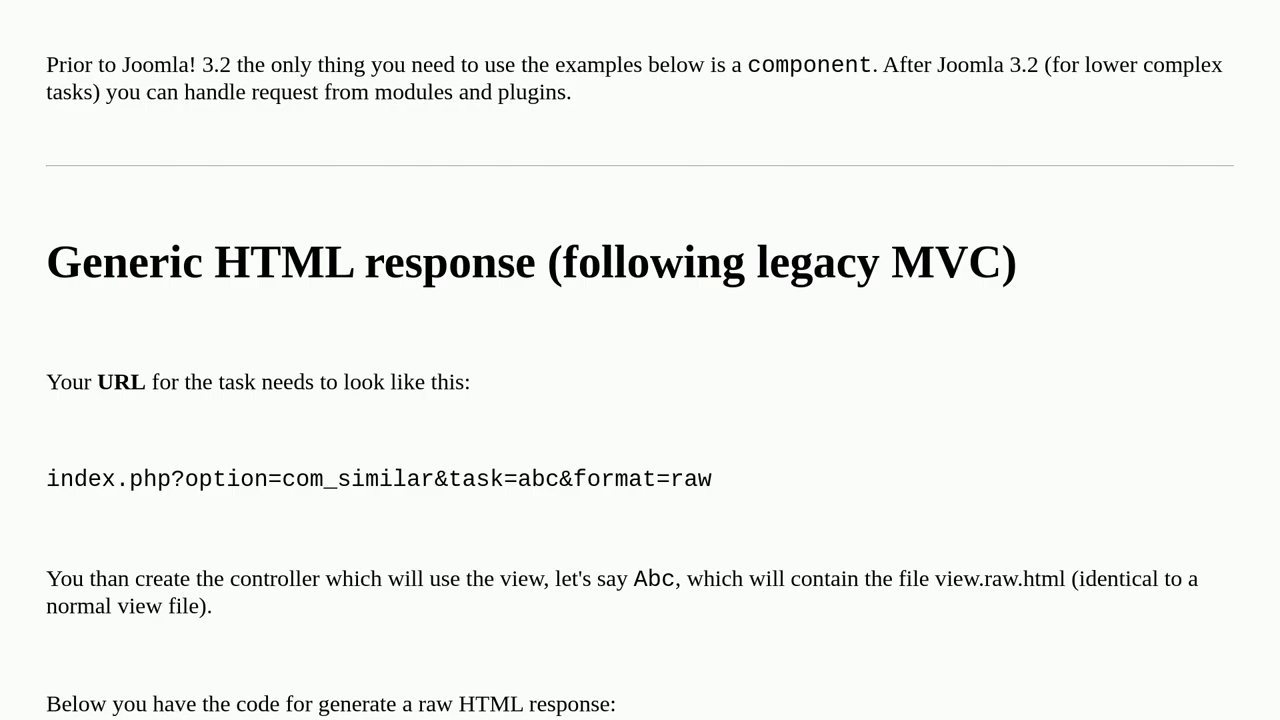 Prior to Joomla! 3.2 the only thing you need to use the examples below is a component. After Joomla 3.2 (for lower complex
tasks) you can handle request from modules and plugins.
Generic HTML response (following legacy MVC)
Your URL for the task needs to look like this:
index.php?option=com_similar&task=abc&format=raw
You than create the controller which will use the view, let's say Abc, which will contain the file view.raw.html (identical to a
normal view file).
Below you have the code for generate a raw HTML response: